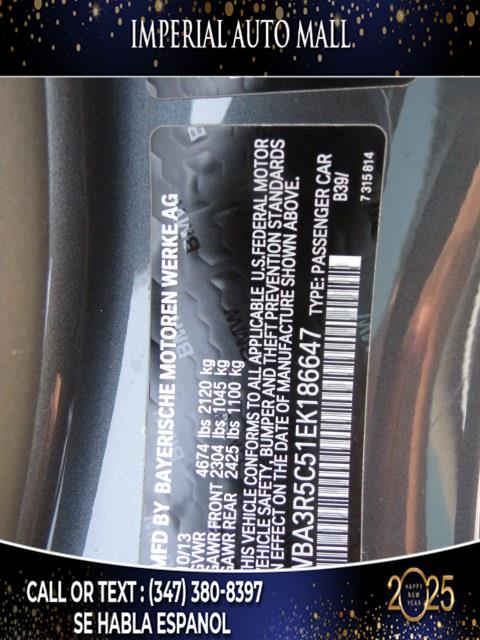 IMPERIAL AUTO MALL
MFD BY BAYERISCHE MOTOREN WERKE AG
10/13
GVWR 4674 lbs 2120 kg
GAWR FRONT 2304 lbs 1045 kg
GAWR REAR 2425 lbs 1100 kg
THIS VEHICLE CONFORMS TO ALL APPLICABLE U.S. FEDERAL MOTOR
VEHICLE SAFETY, BUMPER AND THEFT PREVENTION STANDARDS
IN EFFECT ON THE DATE OF MANUFACTURE SHOWN ABOVE.
WBA3R5C51EK186647 TYPE: PASSENGER CAR
B39/
7 315 814
CALL OR TEXT : (347) 380-8397
SE HABLA ESPANOL
2025
HAPPY
NEW
YEAR